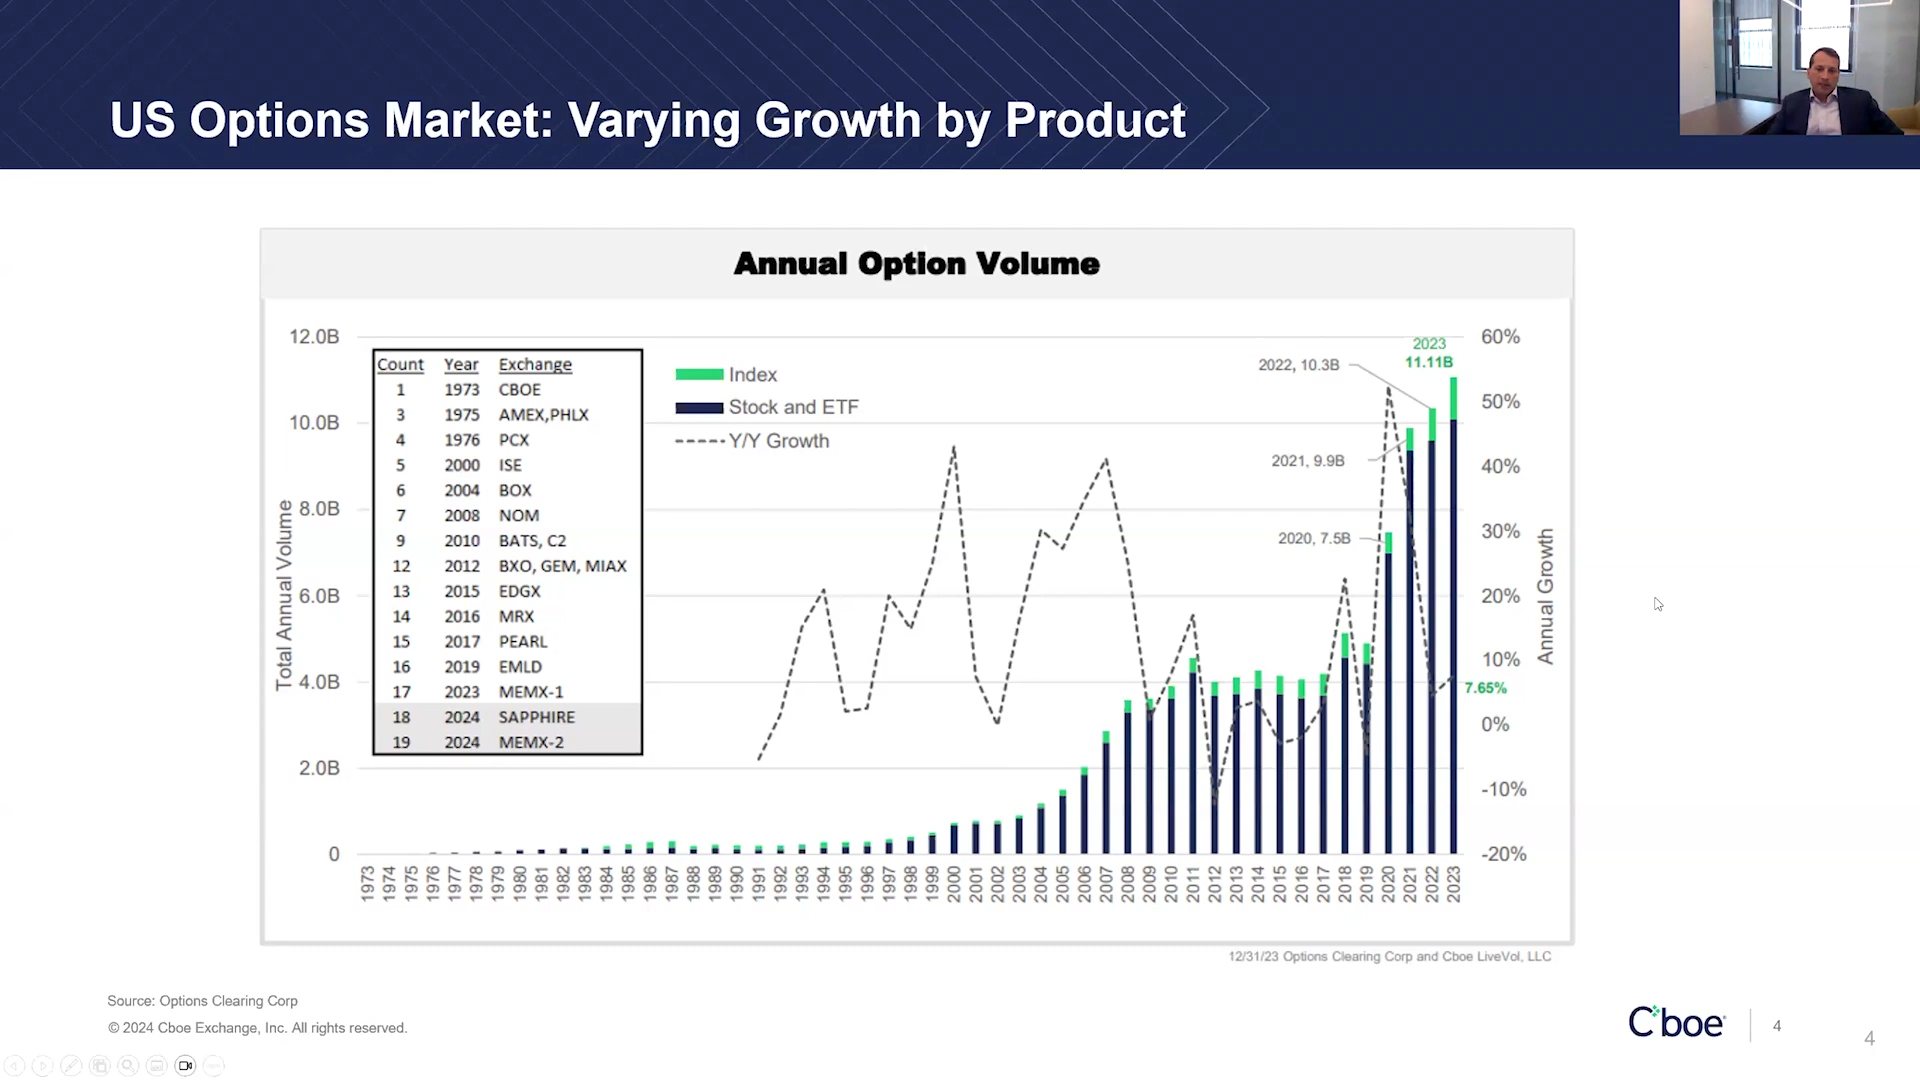 US Options Market: Varying Growth by Product
Annual Option Volume
12.0B
10.0B
8.0B
6.0B
4.0B
2.0B
0
Total Annual Volume
Count Year Exchange
1 1973 CBOE
3 1975 AMEX,PHLX
4 1976 PCX
5 2000 ISE
6 2004 BOX
7 2008 NOM
9 2010 BATS, C2
12 2012 BXO, GEM, MIAX
13 2015 EDGX
14 2016 MRX
15 2017 PEARL
16 2019 EMLD
17 2023 MEMX-1
18 2024 SAPPHIRE
19 2024 MEMX-2
Index
Stock and ETF
Y/Y Growth
2020, 7.5B
2021, 9.9B
2022, 10.3B
2023
11.11B
7.65%
60%
50%
40%
30%
20%
10%
0%
-10%
-20%
Annual Growth
1973 1974 1975 1976 1977 1978 1979 1980 1981 1982 1983 1984 1985 1986 1987 1988 1989 1990 1991 1992 1993 1994 1995 1996 1997 1998 1999 2000 2001 2002 2003 2004 2005 2006 2007 2008 2009 2010 2011 2012 2013 2014 2015 2016 2017 2018 2019 2020 2021 2022 2023
12/31/23 Options Clearing Corp and Cboe LiveVol, LLC
Source: Options Clearing Corp
© 2024 Cboe Exchange, Inc. All rights reserved.
Cboe
4
4